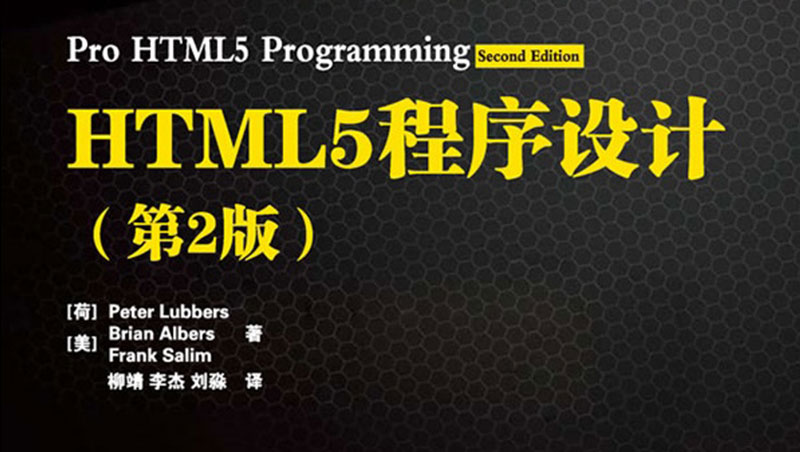 Pro HTML5 Programming Second Edition
HTML5程序设计
（第2版）
[荷] Peter Lubbers
[美] Brian Albers 著
Frank Salim
柳靖 李杰 刘淼 译